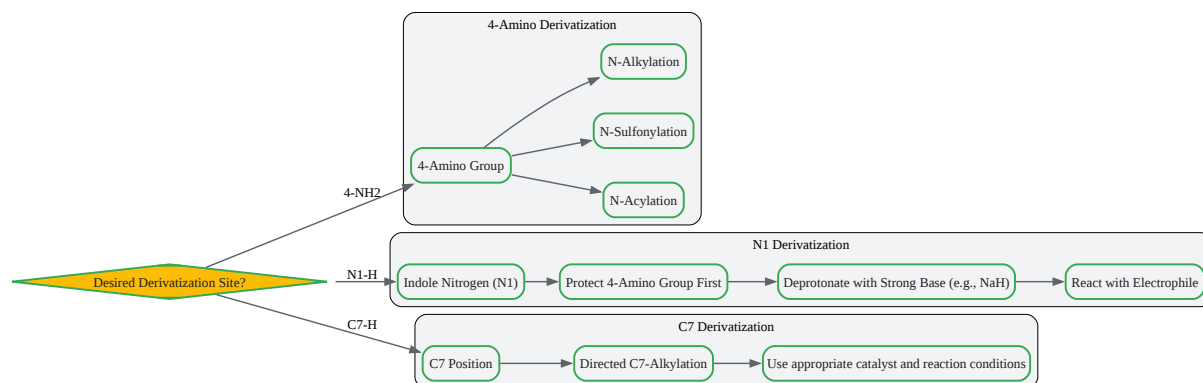 4-Amino Derivatization
N-Alkylation
N-Sulfonylation
4-Amino Group
N-Acylation
4-NH2
N1 Derivatization
Desired Derivatization Site?
N1-H
Indole Nitrogen (N1)
Protect 4-Amino Group First
Deprotonate with Strong Base (e.g., NaH)
React with Electrophile
C7-H
C7 Derivatization
C7 Position
Directed C7-Alkylation
Use appropriate catalyst and reaction conditions